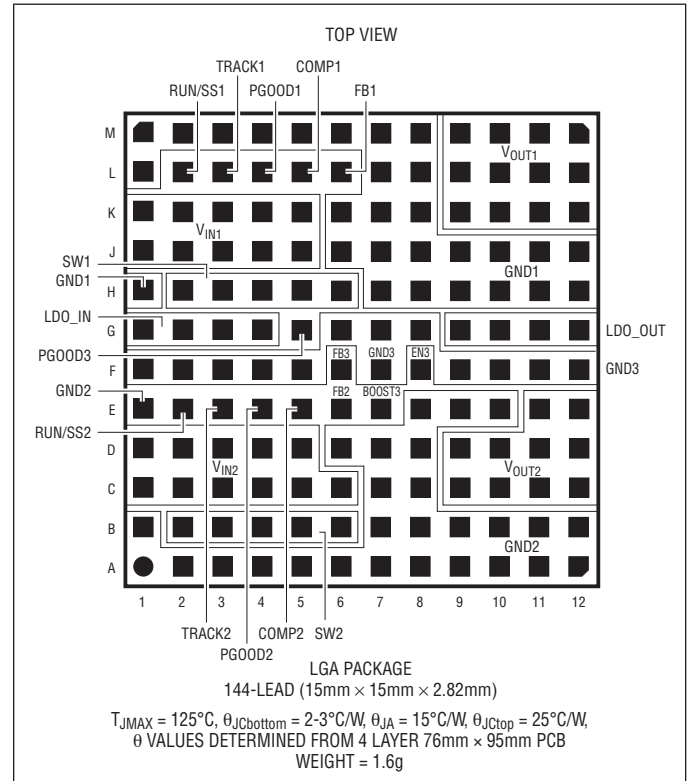 TOP VIEW
TRACK1 COMP1
RUN/SS1 PGOOD1 FB1
M
VOUT1
L
K
VIN1
J
SW1
GND1
GND1
H
LDO_IN
G
LDO_OUT
PGOOD3
FB3 GND3 EN3
F
GND3
GND2
FB2 BOOST3
E
RUN/SS2
D
VIN2
VOUT2
C
B
GND2
A
1 2 3 4 5 6 7 8 9 10 11 12
TRACK2 COMP2 SW2
PGOOD2
LGA PACKAGE
144-LEAD (15mm × 15mm × 2.82mm)
TJMAX = 125°C, θJCbottom = 2-3°C/W, θJA = 15°C/W, θJCtop = 25°C/W,
θ VALUES DETERMINED FROM 4 LAYER 76mm × 95mm PCB
WEIGHT = 1.6g